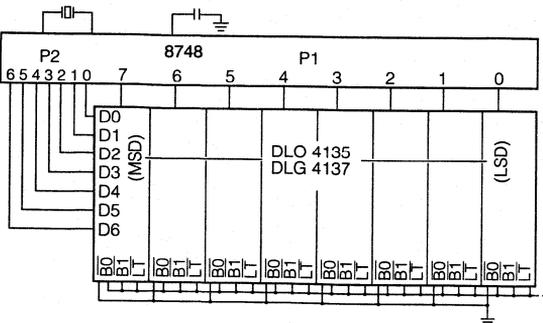 P2 8748 P1
6 5 4 3 2 1 0 7 6 5 4 3 2 1 0
D0
D1
D2
D3
D4
D5
D6
(MSD)
DLO 4135
DLG 4137
(LSD)
B0 B1 LT B0 B1 LT B0 B1 LT B0 B1 LT B0 B1 LT B0 B1 LT B0 B1 LT B0 B1 LT